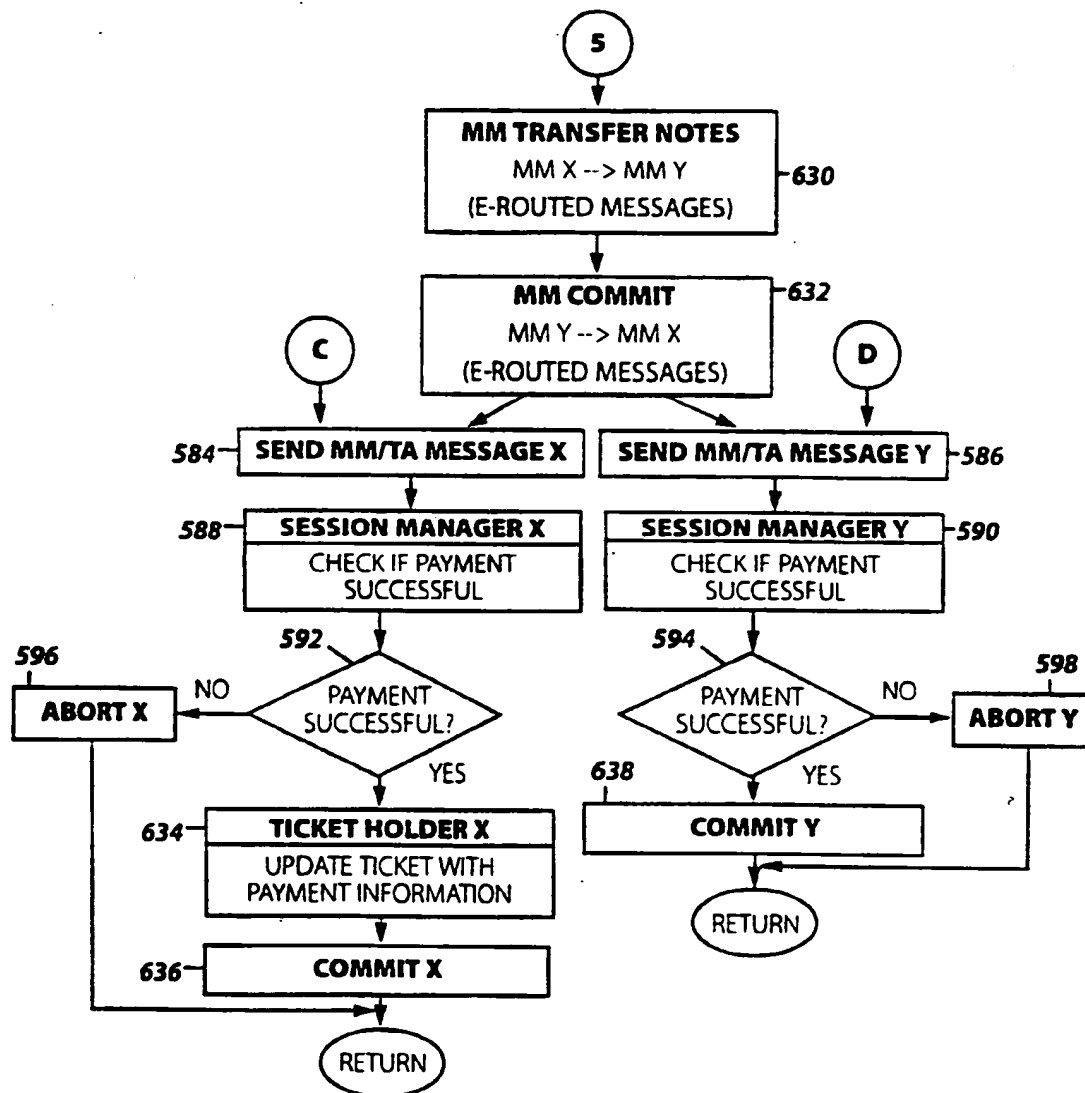 5
MM TRANSFER NOTES
MM X --> MM Y
(E-ROUTED MESSAGES)
630
MM COMMIT
MM Y --> MM X
(E-ROUTED MESSAGES)
632
C
D
584
SEND MM/TA MESSAGE X
SEND MM/TA MESSAGE Y
586
588
SESSION MANAGER X
CHECK IF PAYMENT
SUCCESSFUL
SESSION MANAGER Y
590
CHECK IF PAYMENT
SUCCESSFUL
592
PAYMENT
SUCCESSFUL?
NO
596
ABORT X
YES
594
PAYMENT
SUCCESSFUL?
NO
598
ABORT Y
YES
634
TICKET HOLDER X
UPDATE TICKET WITH
PAYMENT INFORMATION
638
COMMIT Y
RETURN
636
COMMIT X
RETURN